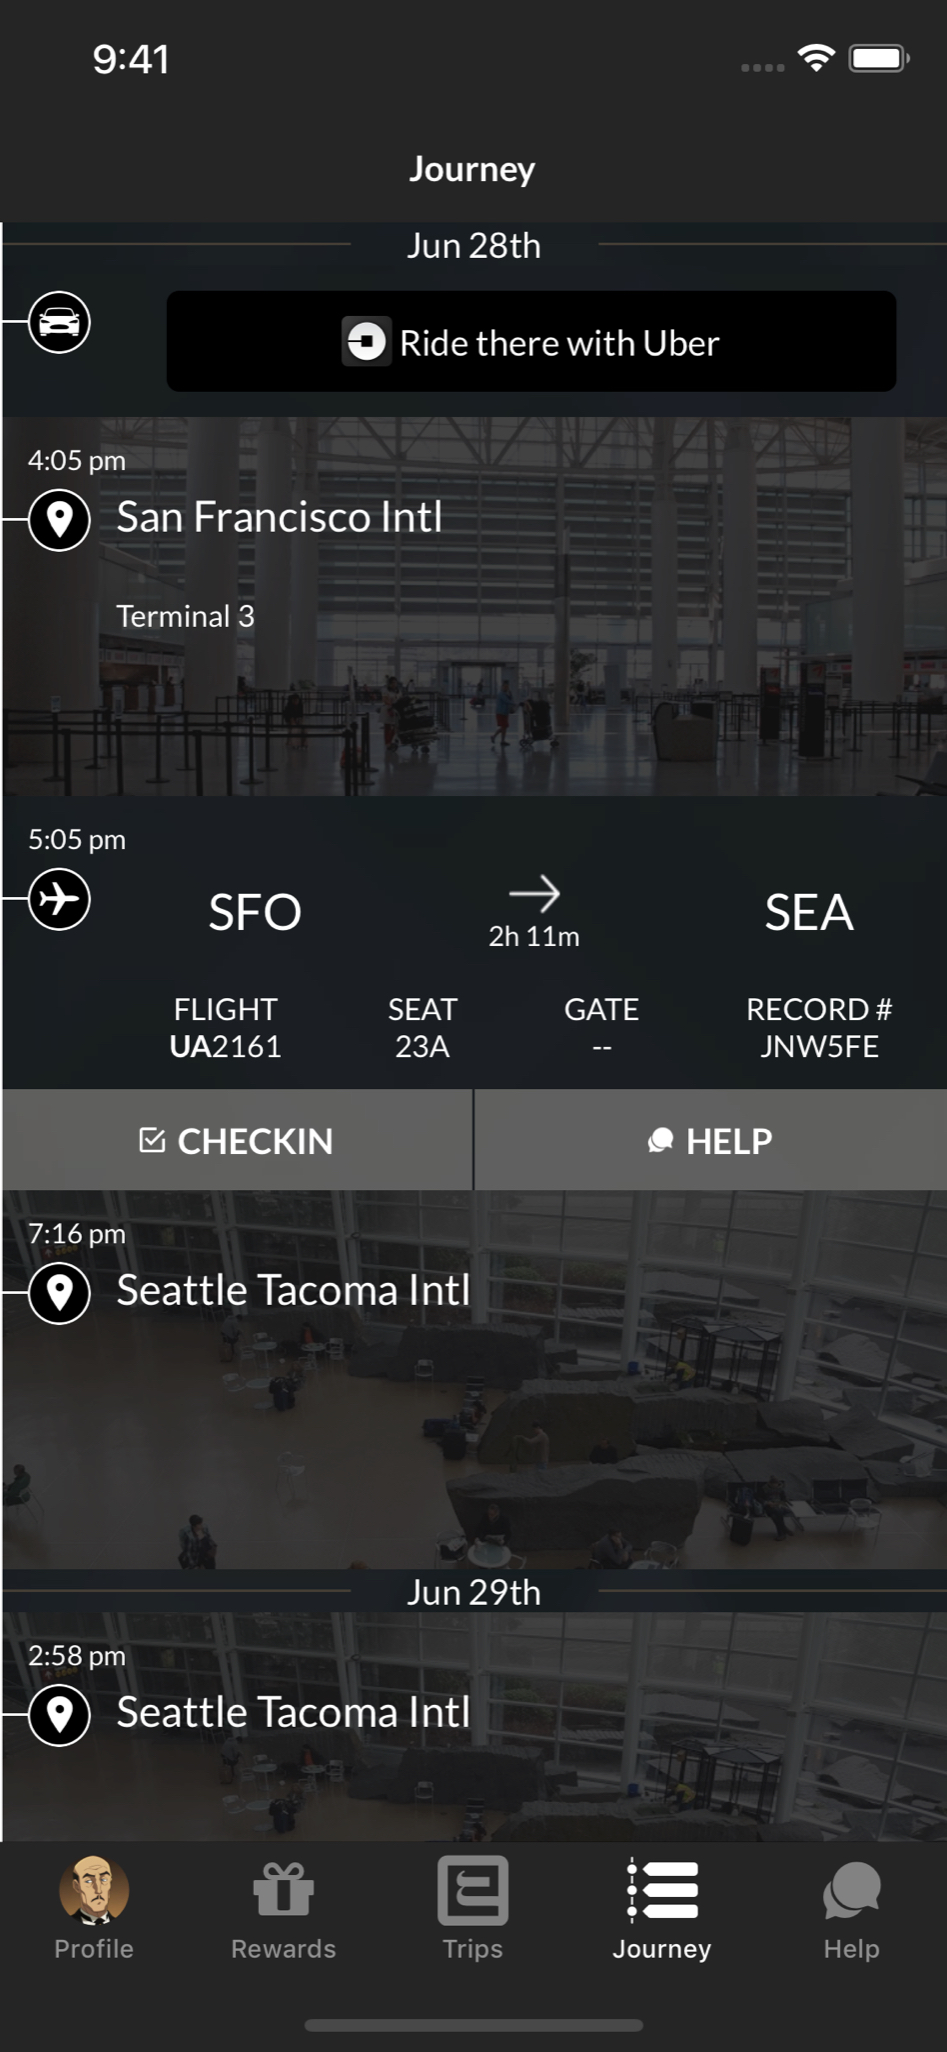 9:41
Journey
Jun 28th
Ride there with Uber
4:05 pm
San Francisco Intl
Terminal 3
5:05 pm
SFO
SEA
2h 11m
FLIGHT SEAT GATE RECORD #
UA2161 23A -- JNW5FE
CHECKIN HELP
7:16 pm
Seattle Tacoma Intl
Jun 29th
2:58 pm
Seattle Tacoma Intl
Profile Rewards Trips Journey Help